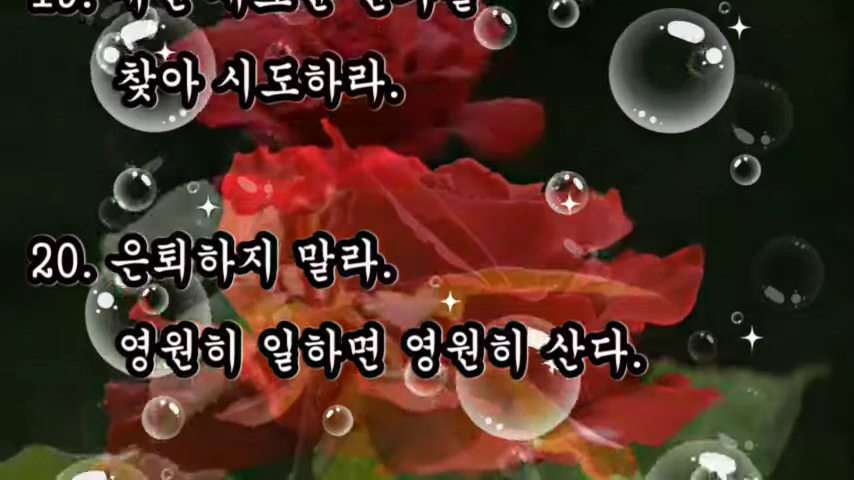 찾아 시도하라.
20. 은퇴하지 말라.
영원히 일하면 영원히 산다.